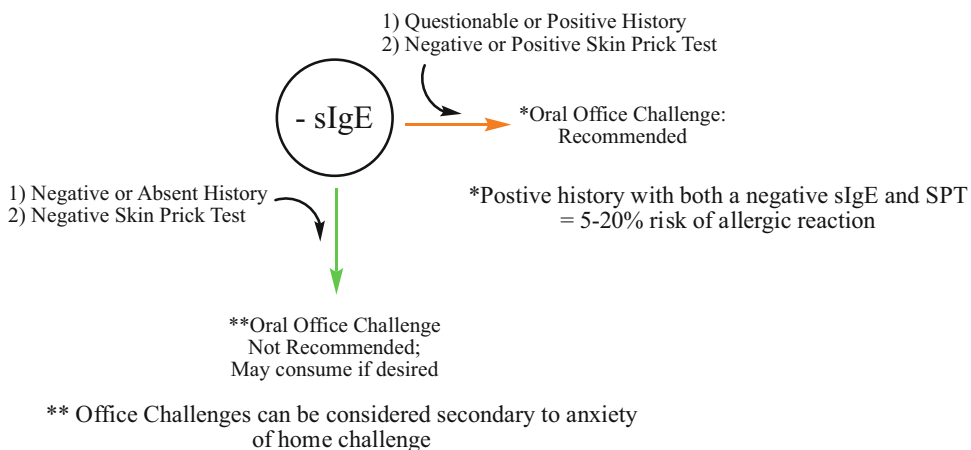 1) Questionable or Positive History
2) Negative or Positive Skin Prick Test
- sIgE
*Oral Office Challenge:
Recommended
1) Negative or Absent History
2) Negative Skin Prick Test
*Postive history with both a negative sIgE and SPT
= 5-20% risk of allergic reaction
**Oral Office Challenge
Not Recommended;
May consume if desired
** Office Challenges can be considered secondary to anxiety
of home challenge